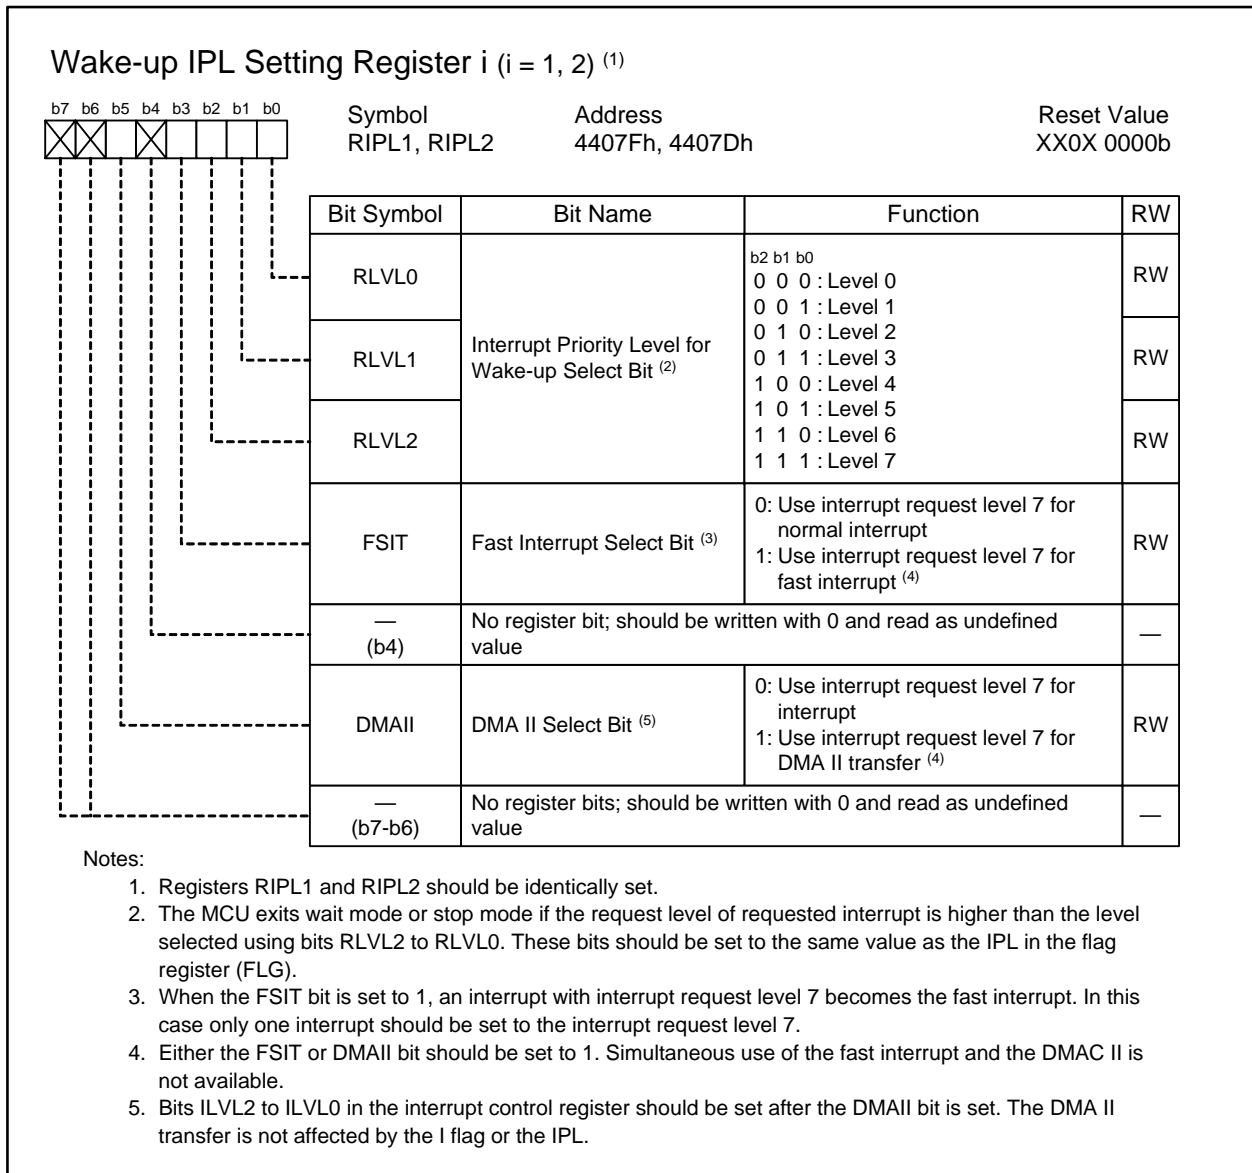 Wake-up IPL Setting Register i (i = 1, 2) (1)
b7 b6 b5 b4 b3 b2 b1 b0
Symbol Address Reset Value
RIPL1, RIPL2 4407Fh, 4407Dh XX0X 0000b
Bit Symbol Bit Name Function RW
RLVL0
RLVL1
RLVL2
Interrupt Priority Level for
Wake-up Select Bit (2)
b2 b1 b0
0 0 0 : Level 0
0 0 1 : Level 1
0 1 0 : Level 2
0 1 1 : Level 3
1 0 0 : Level 4
1 0 1 : Level 5
1 1 0 : Level 6
1 1 1 : Level 7
RW
RW
RW
FSIT
Fast Interrupt Select Bit (3)
0: Use interrupt request level 7 for
normal interrupt
1: Use interrupt request level 7 for
fast interrupt (4)
RW
—
(b4)
No register bit; should be written with 0 and read as undefined
value
—
DMAII
DMA II Select Bit (5)
0: Use interrupt request level 7 for
interrupt
1: Use interrupt request level 7 for
DMA II transfer (4)
RW
—
(b7-b6)
No register bits; should be written with 0 and read as undefined
value
—
Notes:
1. Registers RIPL1 and RIPL2 should be identically set.
2. The MCU exits wait mode or stop mode if the request level of requested interrupt is higher than the level
selected using bits RLVL2 to RLVL0. These bits should be set to the same value as the IPL in the flag
register (FLG).
3. When the FSIT bit is set to 1, an interrupt with interrupt request level 7 becomes the fast interrupt. In this
case only one interrupt should be set to the interrupt request level 7.
4. Either the FSIT or DMAII bit should be set to 1. Simultaneous use of the fast interrupt and the DMAC II is
not available.
5. Bits ILVL2 to ILVL0 in the interrupt control register should be set after the DMAII bit is set. The DMA II
transfer is not affected by the I flag or the IPL.